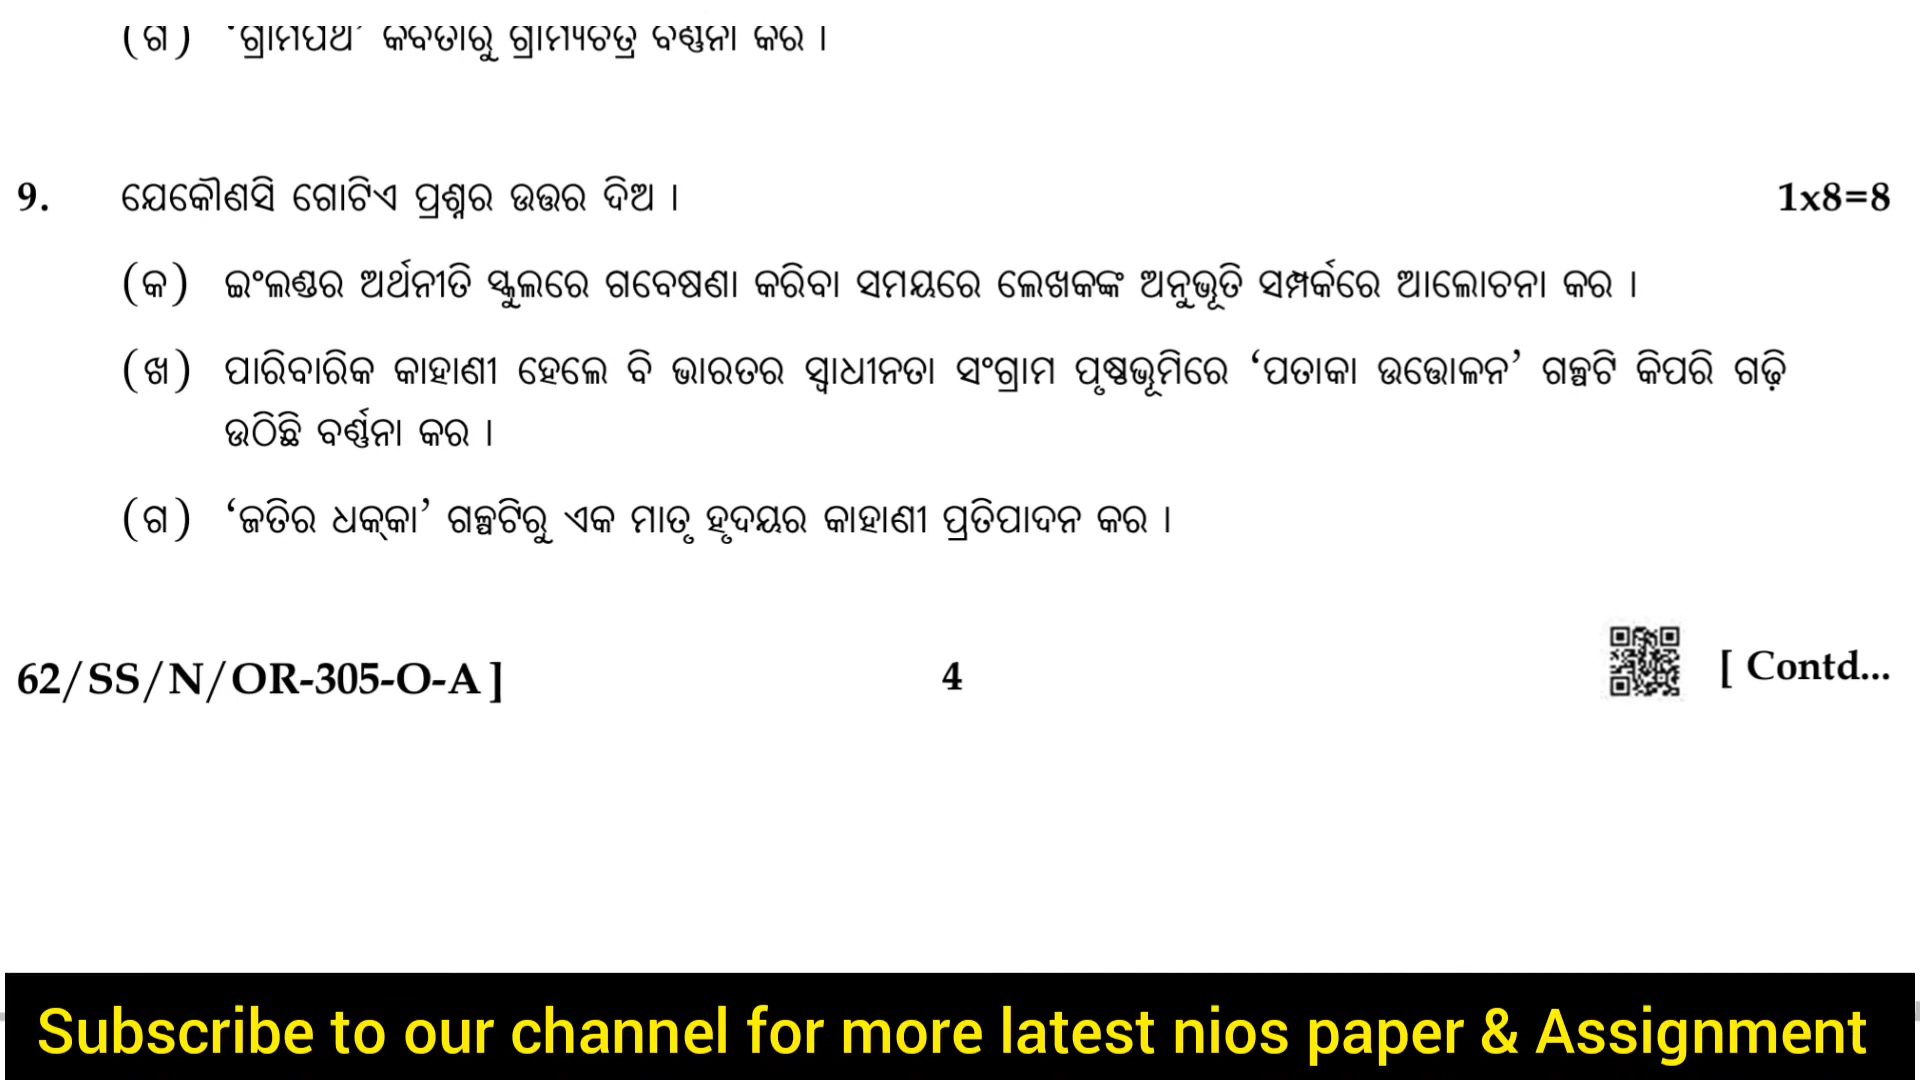 (ଗ) 'ଗ୍ରାମପଥ' କବିତାରୁ ଗ୍ରାମ୍ୟଚିତ୍ର ବର୍ଣ୍ଣନା କର ।
9. ଯେକୌଣସି ଗୋଟିଏ ପ୍ରଶ୍ନର ଉତ୍ତର ଦିଅ । 1x8=8
(କ) ଇଂଲଣ୍ଡର ଅର୍ଥନୀତି ସ୍କୁଲରେ ଗବେଷଣା କରିବା ସମୟରେ ଲେଖକଙ୍କ ଅନୁଭୂତି ସମ୍ପର୍କରେ ଆଲୋଚନା କର ।
(ଖ) ପାରିବାରିକ କାହାଣୀ ହେଲେ ବି ଭାରତର ସ୍ୱାଧୀନତା ସଂଗ୍ରାମ ପୃଷ୍ଠଭୂମିରେ ‘ପତାକା ଉତ୍ତୋଳନ’ ଗଳ୍ପଟି କିପରି ଗଢ଼ି
ଉଠିଛି ବର୍ଣ୍ଣନା କର ।
(ଗ) ‘ଜତିର ଧକ୍‌କା’ ଗଳ୍ପଟିରୁ ଏକ ମାତୃ ହୃଦୟର କାହାଣୀ ପ୍ରତିପାଦନ କର ।
62/SS/N/OR-305-O-A] 4 [ Contd...
Subscribe to our channel for more latest nios paper & Assignment